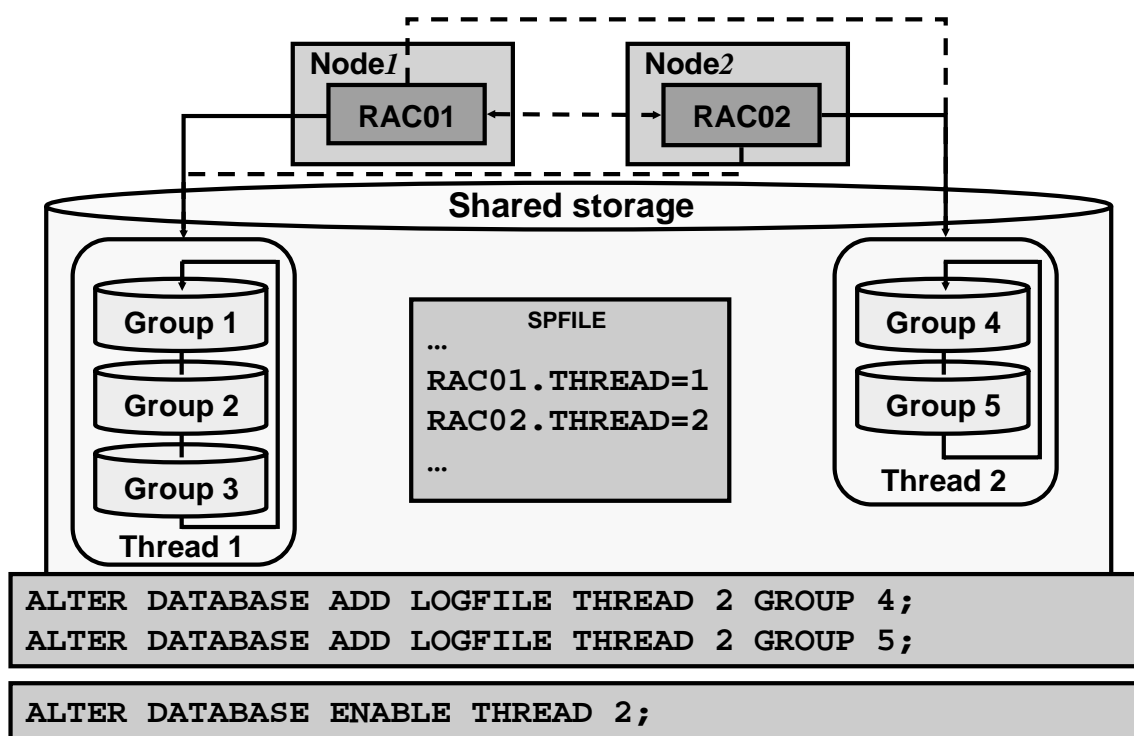 Node1
Node2
RAC01
RAC02
Shared storage
Group 1
Group 2
Group 3
Thread 1
SPFILE
…
RAC01.THREAD=1
RAC02.THREAD=2
…
Group 4
Group 5
Thread 2
ALTER DATABASE ADD LOGFILE THREAD 2 GROUP 4;
ALTER DATABASE ADD LOGFILE THREAD 2 GROUP 5;
ALTER DATABASE ENABLE THREAD 2;